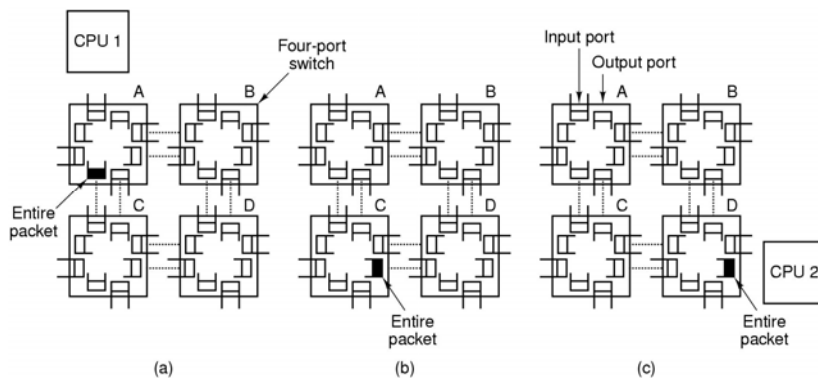 CPU 1
Four-port
switch
Input port
Output port
A
B
A
B
A
B
Entire
packet
C
D
C
D
C
D
CPU 2
Entire
packet
Entire
packet
(a)
(b)
(c)